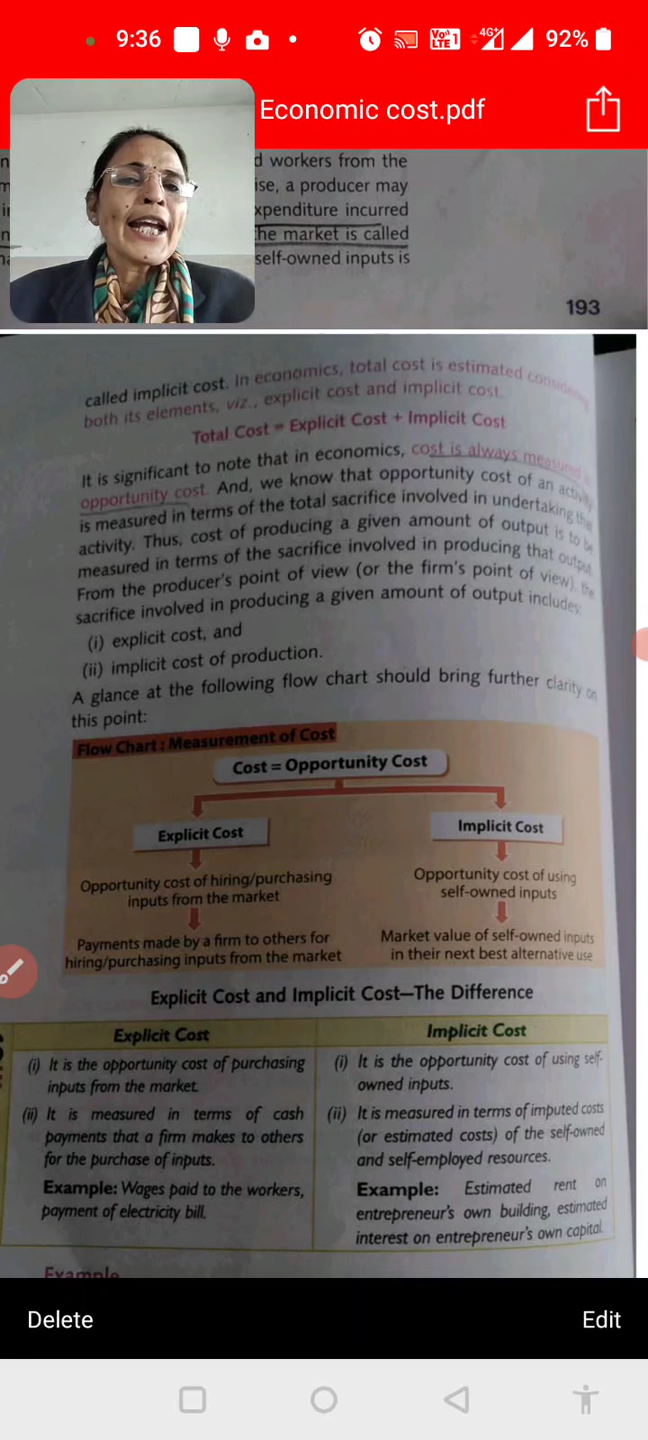 9:36
Vo)) LTE 1
4G+
92%
Economic cost.pdf
d workers from the
ise, a producer may
xpenditure incurred
the market is called
self-owned inputs is
193
called implicit cost. In economics, total cost is estimated
both its elements, viz., explicit cost and implicit cost.
Total Cost = Explicit Cost + Implicit Cost
It is significant to note that in economics, cost is always measured
opportunity cost. And, we know that opportunity cost of an activity
is measured in terms of the total sacrifice involved in undertaking the
activity. Thus, cost of producing a given amount of output is to be
measured in terms of the sacrifice involved in producing that output.
From the producer's point of view (or the firm's point of view), the
sacrifice involved in producing a given amount of output includes:
(i) explicit cost, and
(ii) implicit cost of production.
A glance at the following flow chart should bring further clarity on
this point:
Flow Chart : Measurement of Cost
Cost = Opportunity Cost
Explicit Cost
Implicit Cost
Opportunity cost of hiring/purchasing
inputs from the market
Opportunity cost of using
self-owned inputs
Payments made by a firm to others for
hiring/purchasing inputs from the market
Market value of self-owned inputs
in their next best alternative use
Explicit Cost and Implicit Cost—The Difference
Explicit Cost
Implicit Cost
(i) It is the opportunity cost of purchasing
inputs from the market.
(i) It is the opportunity cost of using self-
owned inputs.
(ii) It is measured in terms of cash
payments that a firm makes to others
for the purchase of inputs.
(ii) It is measured in terms of imputed costs
(or estimated costs) of the self-owned
and self-employed resources.
Example: Wages paid to the workers,
payment of electricity bill.
Example: Estimated rent on
entrepreneur's own building, estimated
interest on entrepreneur's own capital.
Example
Delete
Edit